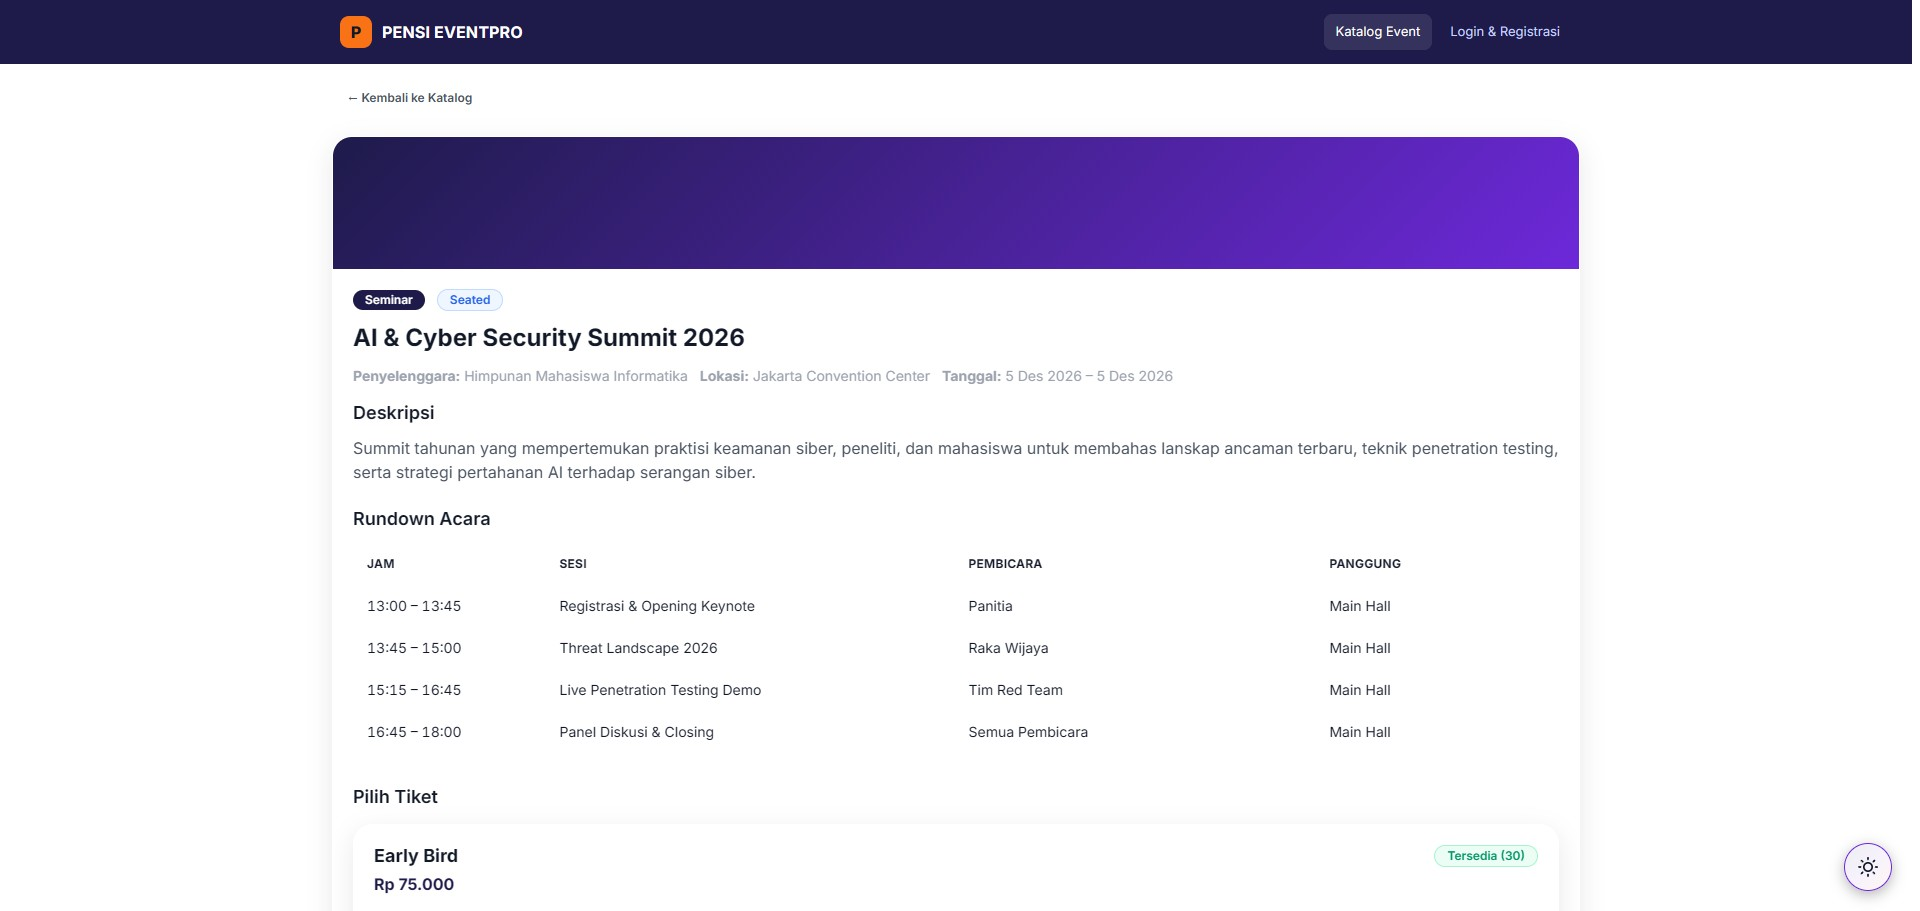 P PENSI EVENTPRO Katalog Event Login & Registrasi
← Kembali ke Katalog
Seminar Seated
AI & Cyber Security Summit 2026
Penyelenggara: Himpunan Mahasiswa Informatika Lokasi: Jakarta Convention Center Tanggal: 5 Des 2026 – 5 Des 2026
Deskripsi
Summit tahunan yang mempertemukan praktisi keamanan siber, peneliti, dan mahasiswa untuk membahas lanskap ancaman terbaru, teknik penetration testing,
serta strategi pertahanan AI terhadap serangan siber.
Rundown Acara
JAM SESI PEMBICARA PANGGUNG
13:00 – 13:45 Registrasi & Opening Keynote Panitia Main Hall
13:45 – 15:00 Threat Landscape 2026 Raka Wijaya Main Hall
15:15 – 16:45 Live Penetration Testing Demo Tim Red Team Main Hall
16:45 – 18:00 Panel Diskusi & Closing Semua Pembicara Main Hall
Pilih Tiket
Early Bird Tersedia (30)
Rp 75.000